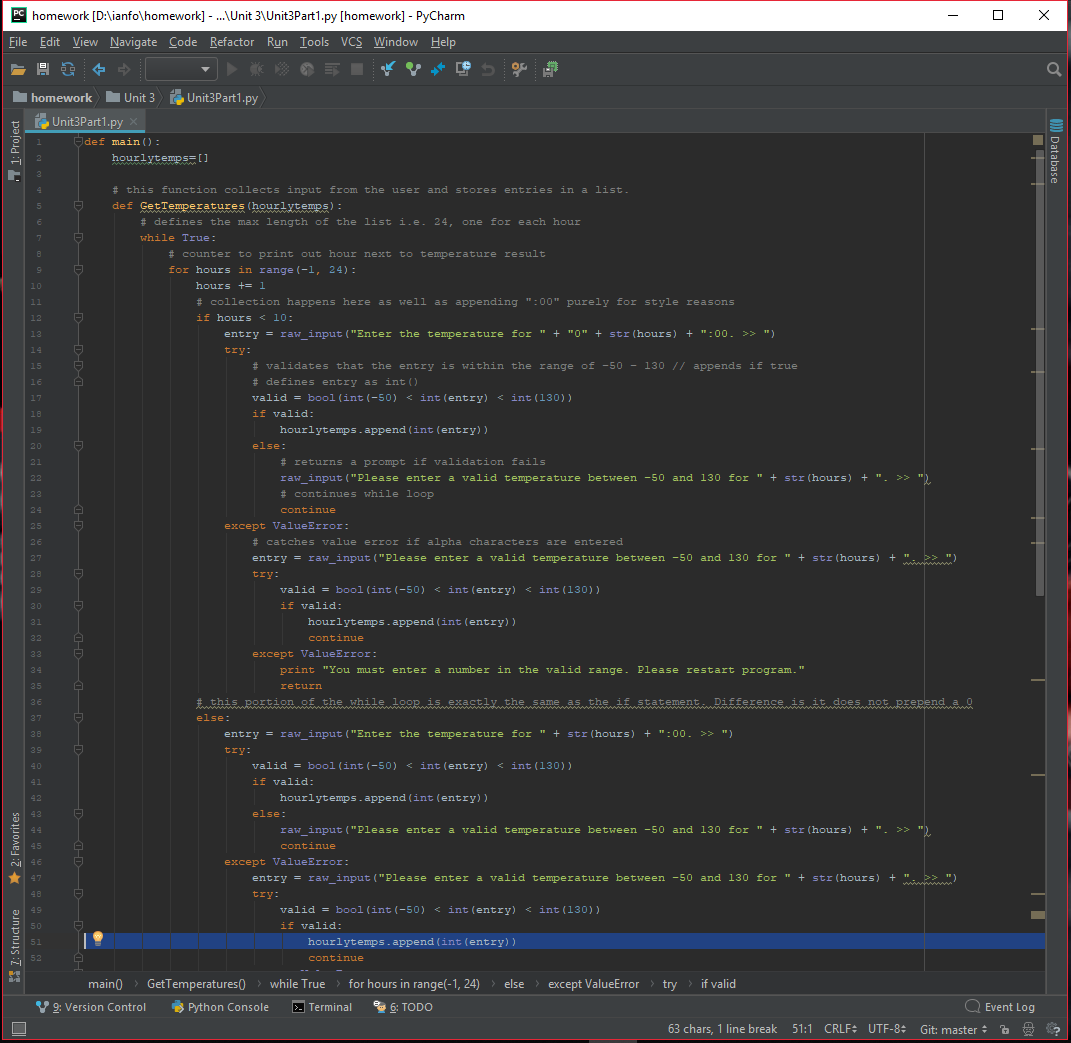 PC homework [D:\ianfo\homework] - ...\Unit 3\Unit3Part1.py [homework] - PyCharm
File Edit View Navigate Code Refactor Run Tools VCS Window Help
homework Unit 3 Unit3Part1.py
Unit3Part1.py
1: Project
Database
1 def main():
2     hourlytemps=[]
3
4     # this function collects input from the user and stores entries in a list.
5     def GetTemperatures(hourlytemps):
6         # defines the max length of the list i.e. 24, one for each hour
7         while True:
8             # counter to print out hour next to temperature result
9             for hours in range(-1, 24):
10                 hours += 1
11                 # collection happens here as well as appending ":00" purely for style reasons
12                 if hours < 10:
13                     entry = raw_input("Enter the temperature for " + "0" + str(hours) + ":00. >> ")
14                     try:
15                         # validates that the entry is within the range of -50 - 130 // appends if true
16                         # defines entry as int()
17                         valid = bool(int(-50) < int(entry) < int(130))
18                         if valid:
19                             hourlytemps.append(int(entry))
20                         else:
21                             # returns a prompt if validation fails
22                             raw_input("Please enter a valid temperature between -50 and 130 for " + str(hours) + ". >> ")
23                             # continues while loop
24                             continue
25                     except ValueError:
26                         # catches value error if alpha characters are entered
27                         entry = raw_input("Please enter a valid temperature between -50 and 130 for " + str(hours) + ". >> ")
28                         try:
29                             valid = bool(int(-50) < int(entry) < int(130))
30                             if valid:
31                                 hourlytemps.append(int(entry))
32                                 continue
33                         except ValueError:
34                             print "You must enter a number in the valid range. Please restart program."
35                             return
36                 # this portion of the while loop is exactly the same as the if statement. Difference is it does not prepend a 0
37                 else:
38                     entry = raw_input("Enter the temperature for " + str(hours) + ":00. >> ")
39                     try:
40                         valid = bool(int(-50) < int(entry) < int(130))
41                         if valid:
42                             hourlytemps.append(int(entry))
43                         else:
44                             raw_input("Please enter a valid temperature between -50 and 130 for " + str(hours) + ". >> ")
45                             continue
46                     except ValueError:
47                         entry = raw_input("Please enter a valid temperature between -50 and 130 for " + str(hours) + ". >> ")
48                         try:
49                             valid = bool(int(-50) < int(entry) < int(130))
50                             if valid:
51                                 hourlytemps.append(int(entry))
52                                 continue
2: Favorites
7: Structure
main() GetTemperatures() while True for hours in range(-1, 24) else except ValueError try if valid
9: Version Control Python Console Terminal 6: TODO Event Log
63 chars, 1 line break 51:1 CRLF UTF-8 Git: master